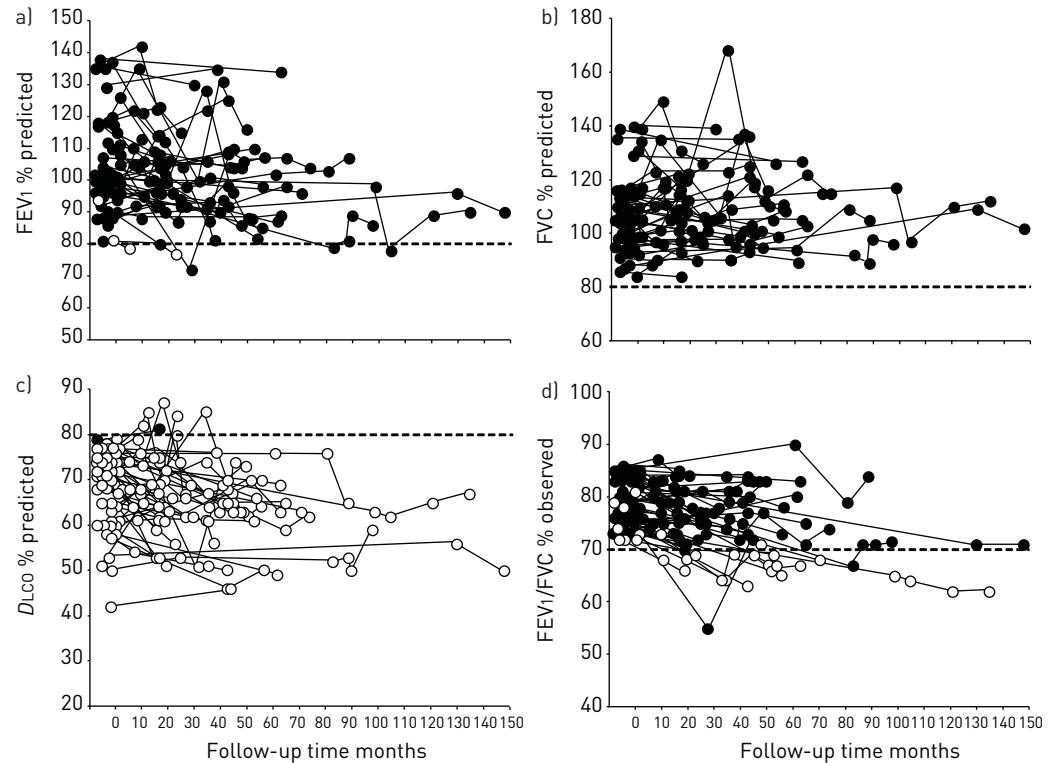 a)
150
140
130
120
110
100
90
80
70
60
50
FEV1 % predicted
b)
180
160
140
120
100
80
60
FVC % predicted
c)
90
80
70
60
50
40
30
20
DLCO % predicted
0 10 20 30 40 50 60 70 80 90 100 110 120 130 140 150
Follow-up time months
d)
100
90
80
70
60
50
40
FEV1/FVC % observed
0 10 20 30 40 50 60 70 80 90 100 110 120 130 140 150
Follow-up time months